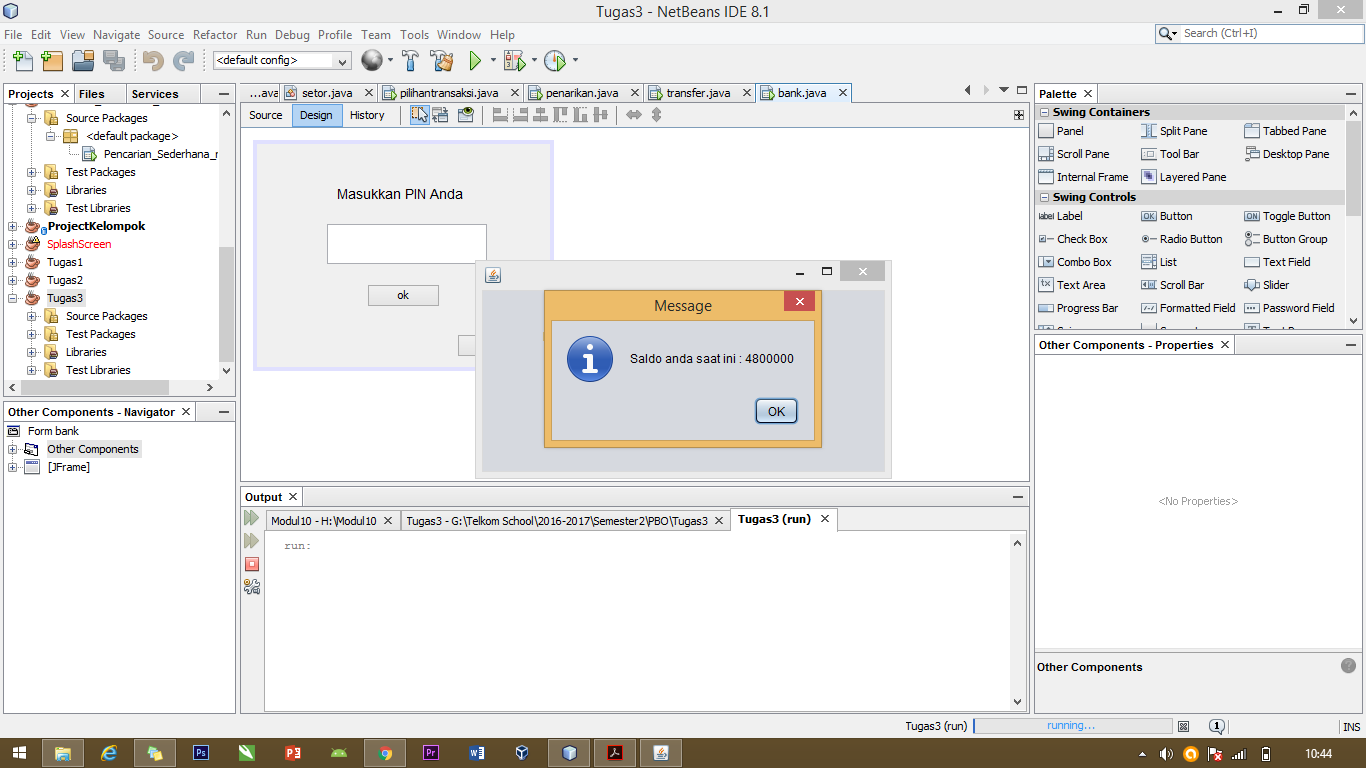 Tugas3 - NetBeans IDE 8.1
File Edit View Navigate Source Refactor Run Debug Profile Team Tools Window Help
Search (Ctrl+I)
<default config>
Projects Files Services
Source Packages
<default package>
Pencarian_Sederhana_
Test Packages
Libraries
Test Libraries
ProjectKelompok
SplashScreen
Tugas1
Tugas2
Tugas3
Source Packages
Test Packages
Libraries
Test Libraries
Other Components - Navigator
Form bank
Other Components
[JFrame]
...ava setor.java pilihantransaksi.java penarikan.java transfer.java bank.java
Source Design History
Masukkan PIN Anda
ok
Message
Saldo anda saat ini : 4800000
OK
Output
Modul10 - H:\Modul10 Tugas3 - G:\Telkom School\2016-2017\Semester2\PBO\Tugas3 Tugas3 (run)
run:
Palette
Swing Containers
Panel Split Pane Tabbed Pane
Scroll Pane Tool Bar Desktop Pane
Internal Frame Layered Pane
Swing Controls
label Label OK Button ON Toggle Button
Check Box Radio Button Button Group
Combo Box List Text Field
Text Area Scroll Bar Slider
Progress Bar Formatted Field Password Field
Other Components - Properties
<No Properties>
Other Components
Tugas3 (run) running... 1 INS
Ps P3 Pr W
10:44